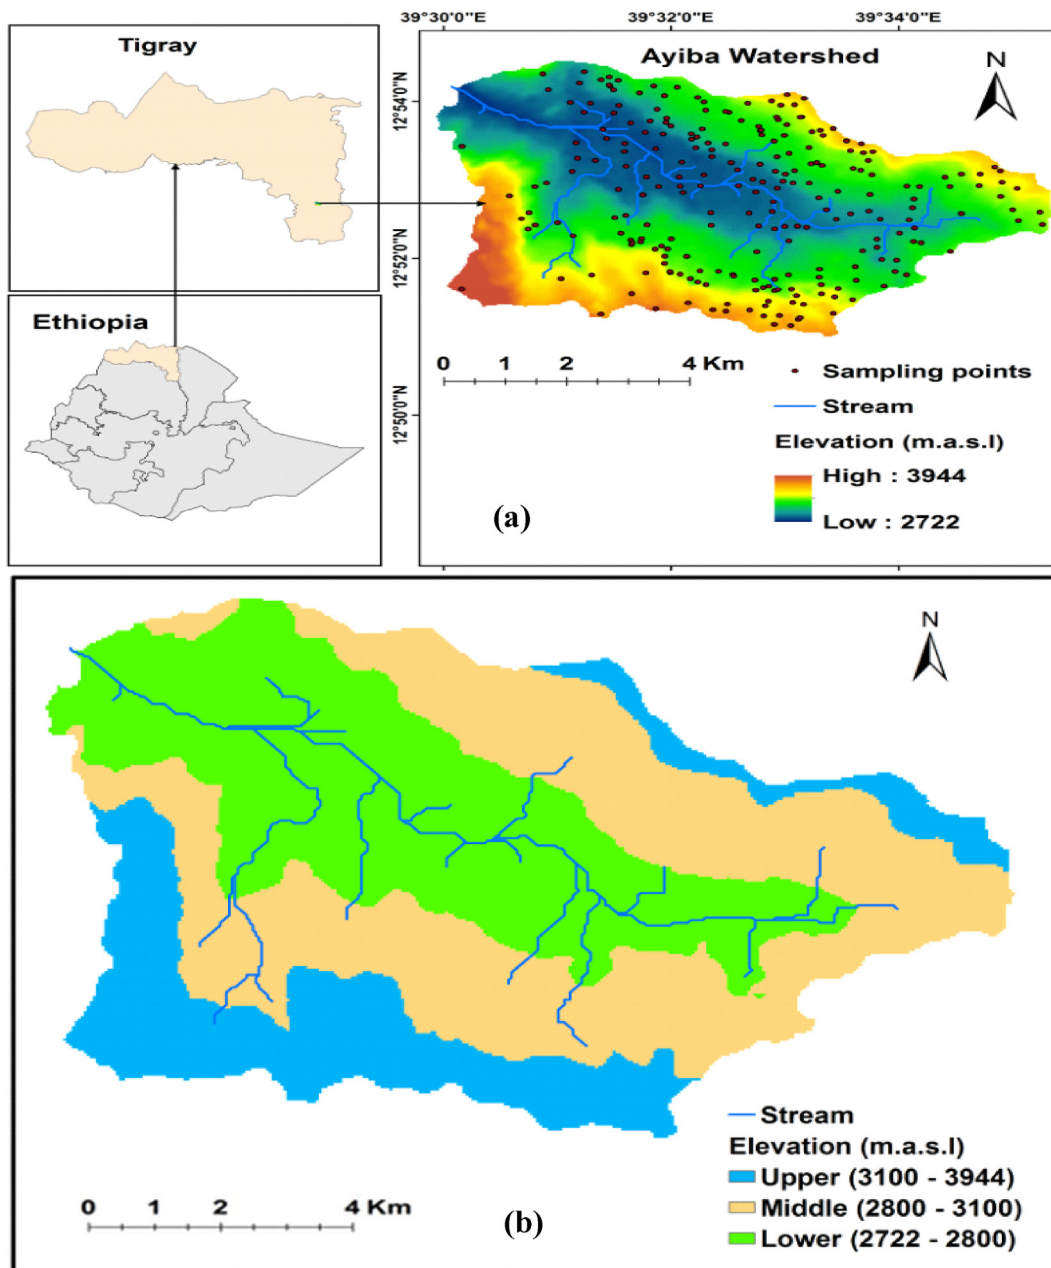 39°30'0"E 39°32'0"E 39°34'0"E
Tigray
Ayiba Watershed
N
12°54'0"N
12°52'0"N
12°50'0"N
Ethiopia
0 1 2 4 Km
Sampling points
Stream
Elevation (m.a.s.l)
High : 3944
Low : 2722
(a)
N
Stream
Elevation (m.a.s.l)
Upper (3100 - 3944)
Middle (2800 - 3100)
Lower (2722 - 2800)
0 1 2 4 Km
(b)